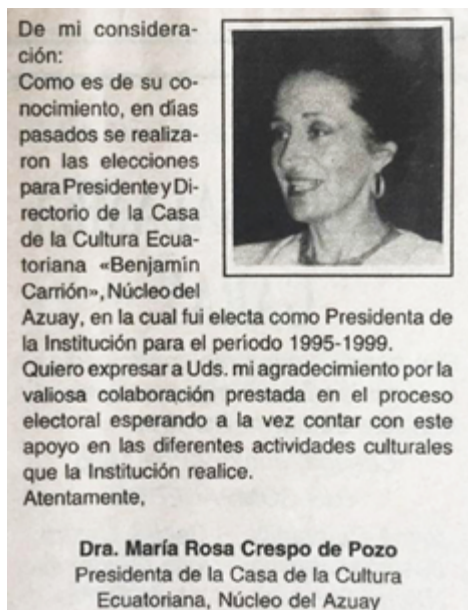 De mi considera-
ción:
Como es de su co-
nocimiento, en días
pasados se realiza-
ron las elecciones
para Presidente y Di-
rectorio de la Casa
de la Cultura Ecua-
toriana «Benjamín
Carrión», Núcleo del
Azuay, en la cual fui electa como Presidenta de
la Institución para el período 1995-1999.
Quiero expresar a Uds. mi agradecimiento por la
valiosa colaboración prestada en el proceso
electoral esperando a la vez contar con este
apoyo en las diferentes actividades culturales
que la Institución realice.
Atentamente,
Dra. María Rosa Crespo de Pozo
Presidenta de la Casa de la Cultura
Ecuatoriana, Núcleo del Azuay